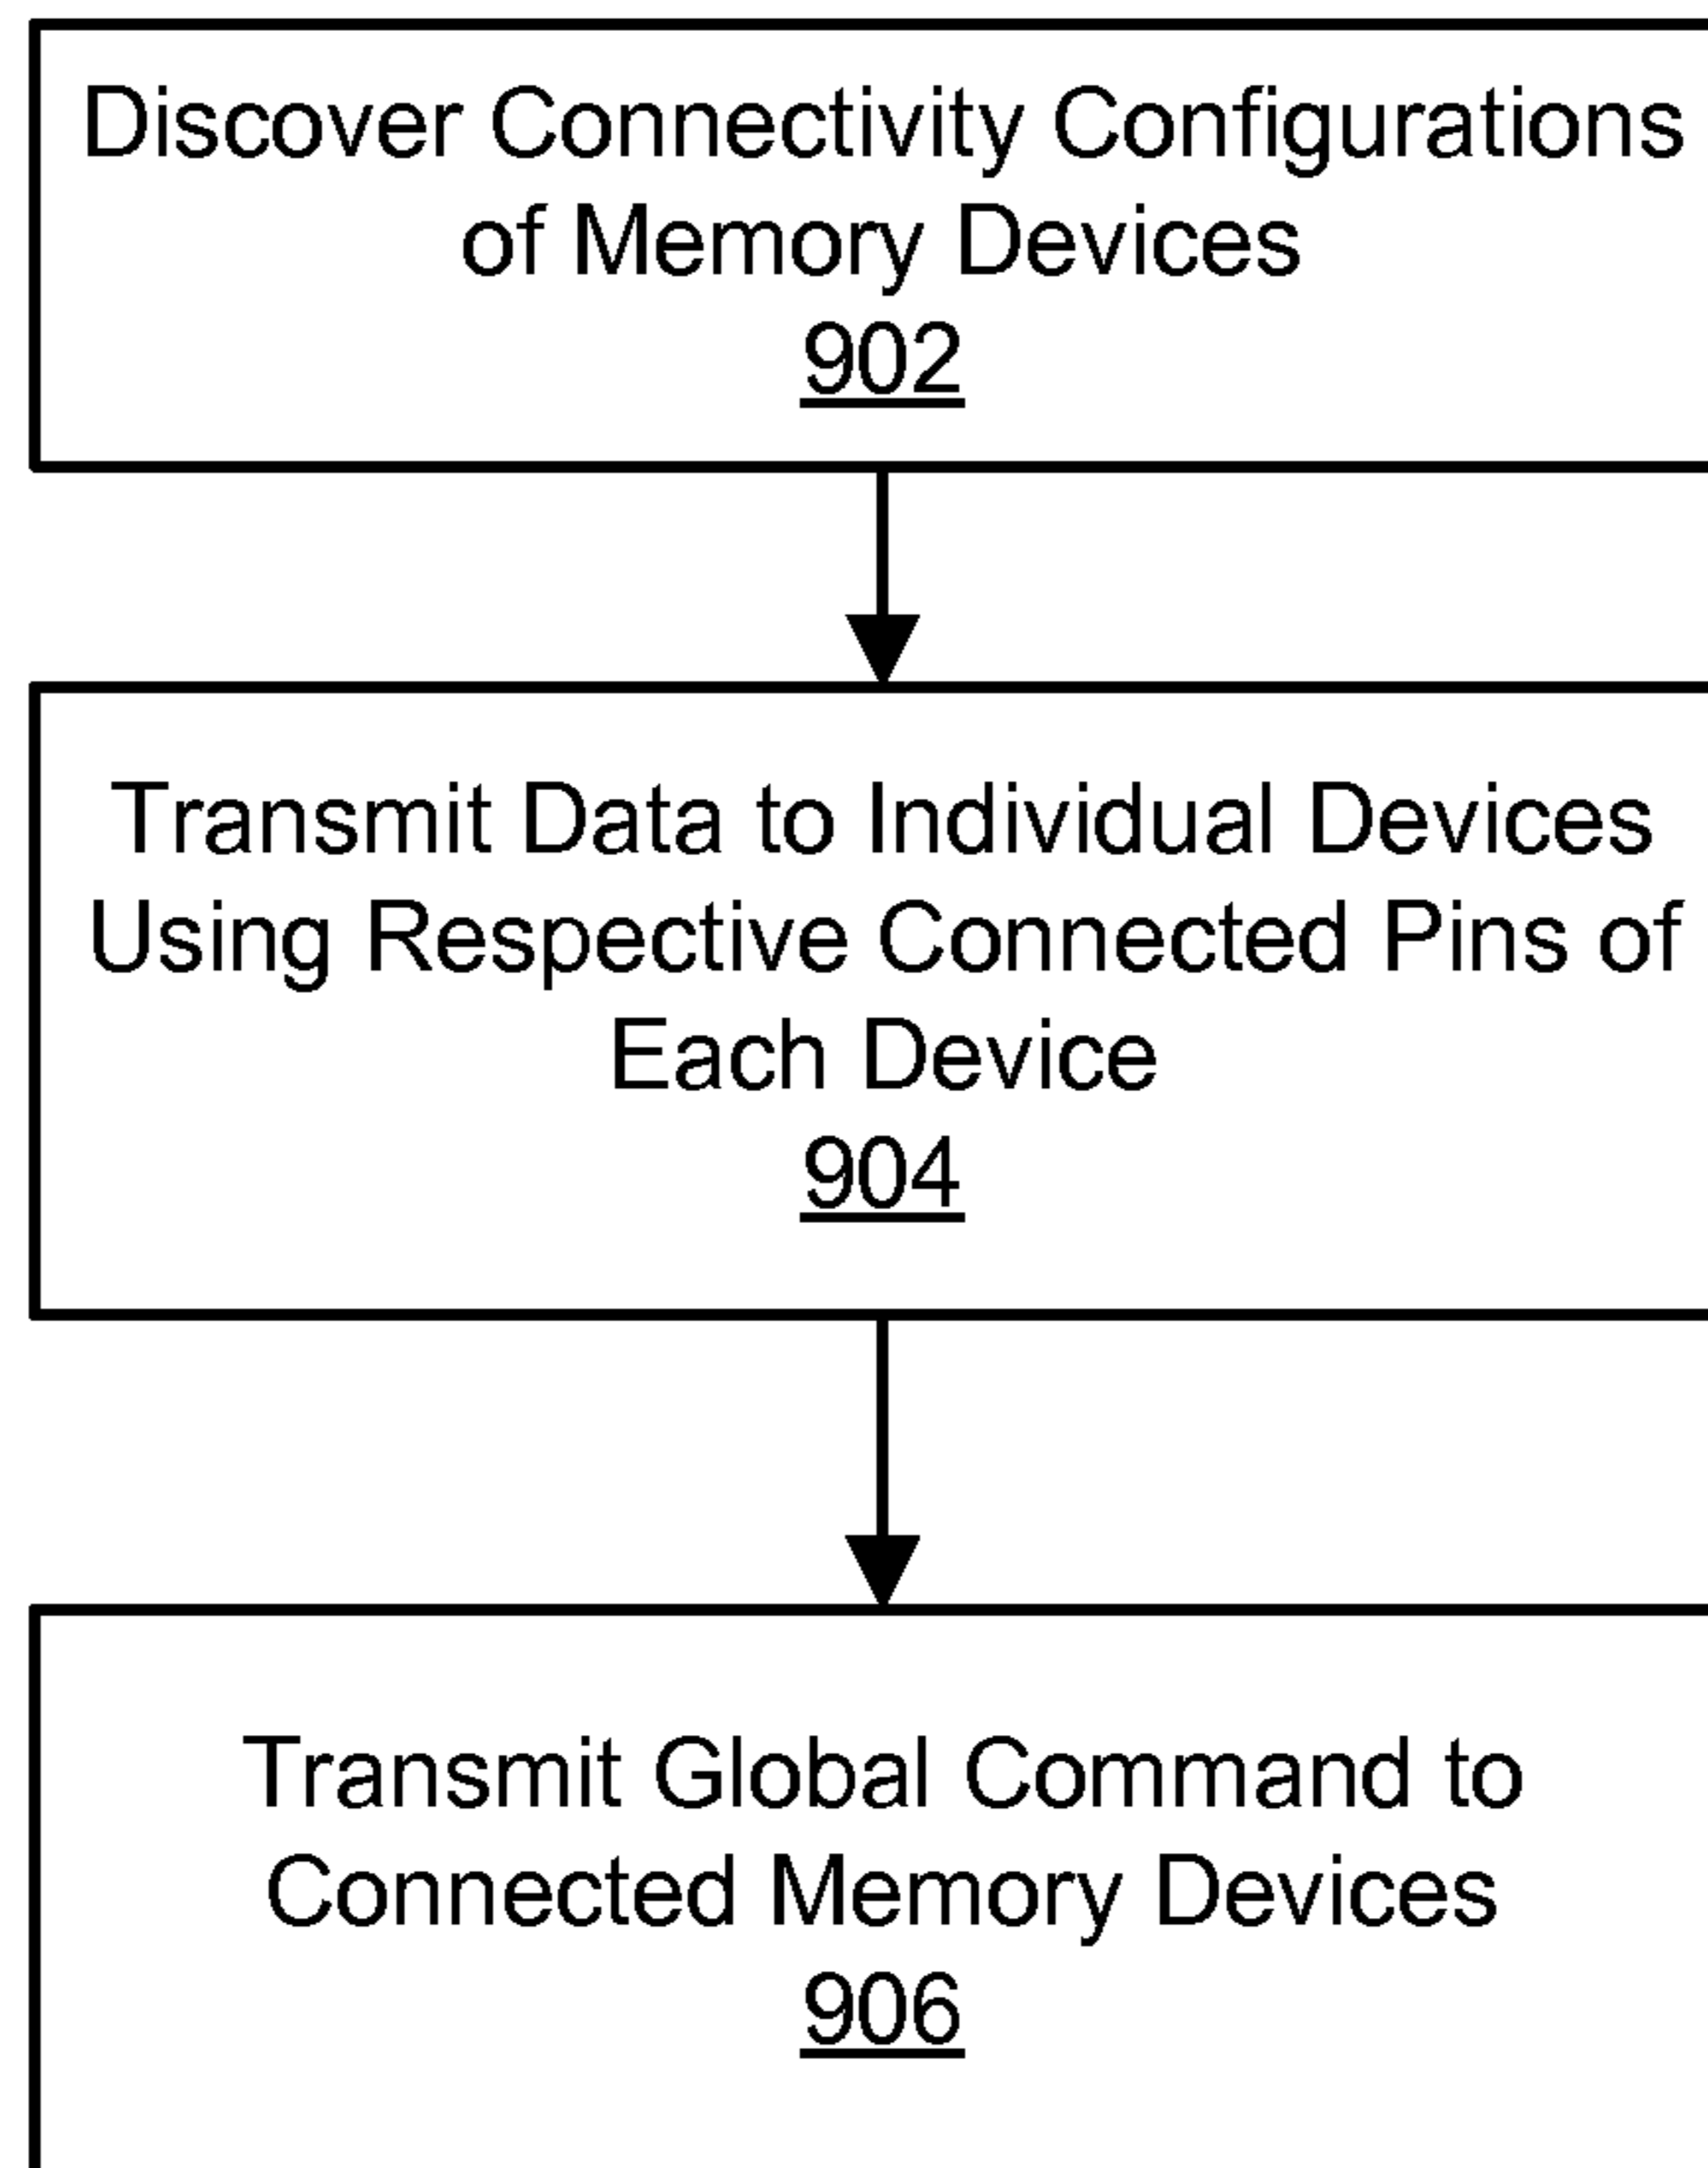 Discover Connectivity Configurations
of Memory Devices
902
Transmit Data to Individual Devices
Using Respective Connected Pins of
Each Device
904
Transmit Global Command to
Connected Memory Devices
906